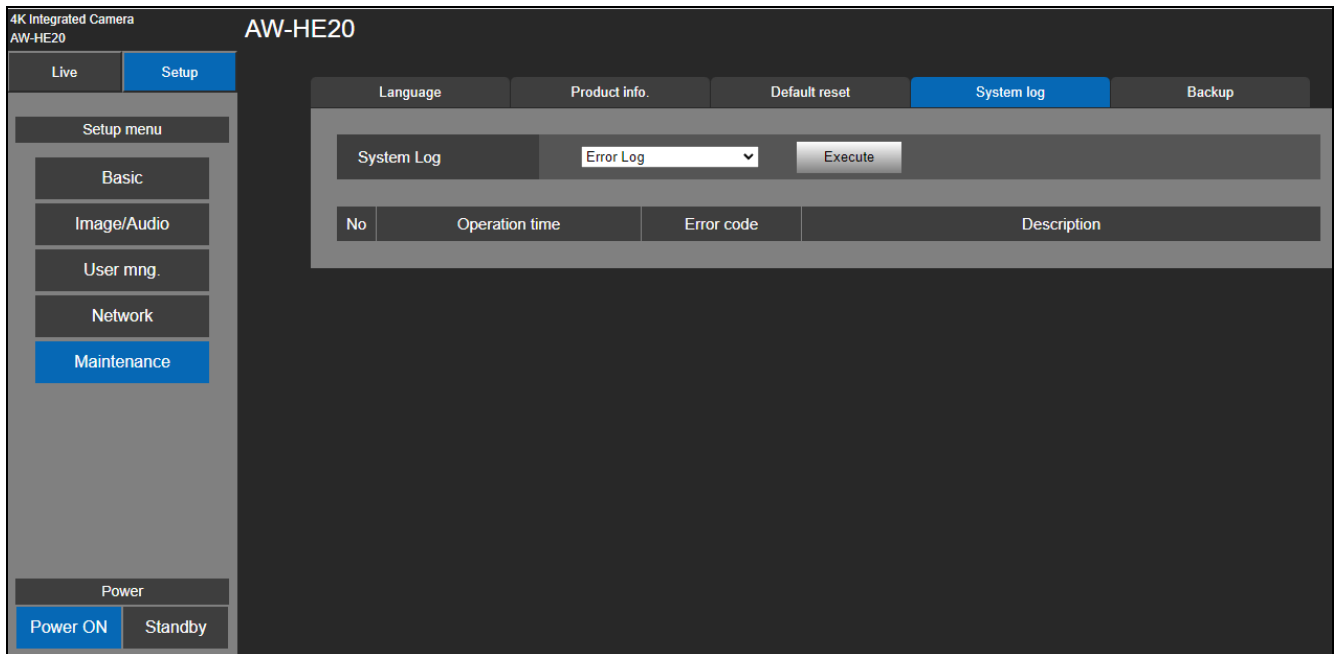 4K Integrated Camera
AW-HE20
AW-HE20
Live Setup
Language Product info. Default reset System log Backup
Setup menu
System Log Error Log Execute
Basic
Image/Audio
No Operation time Error code Description
User mng.
Network
Maintenance
Power
Power ON Standby